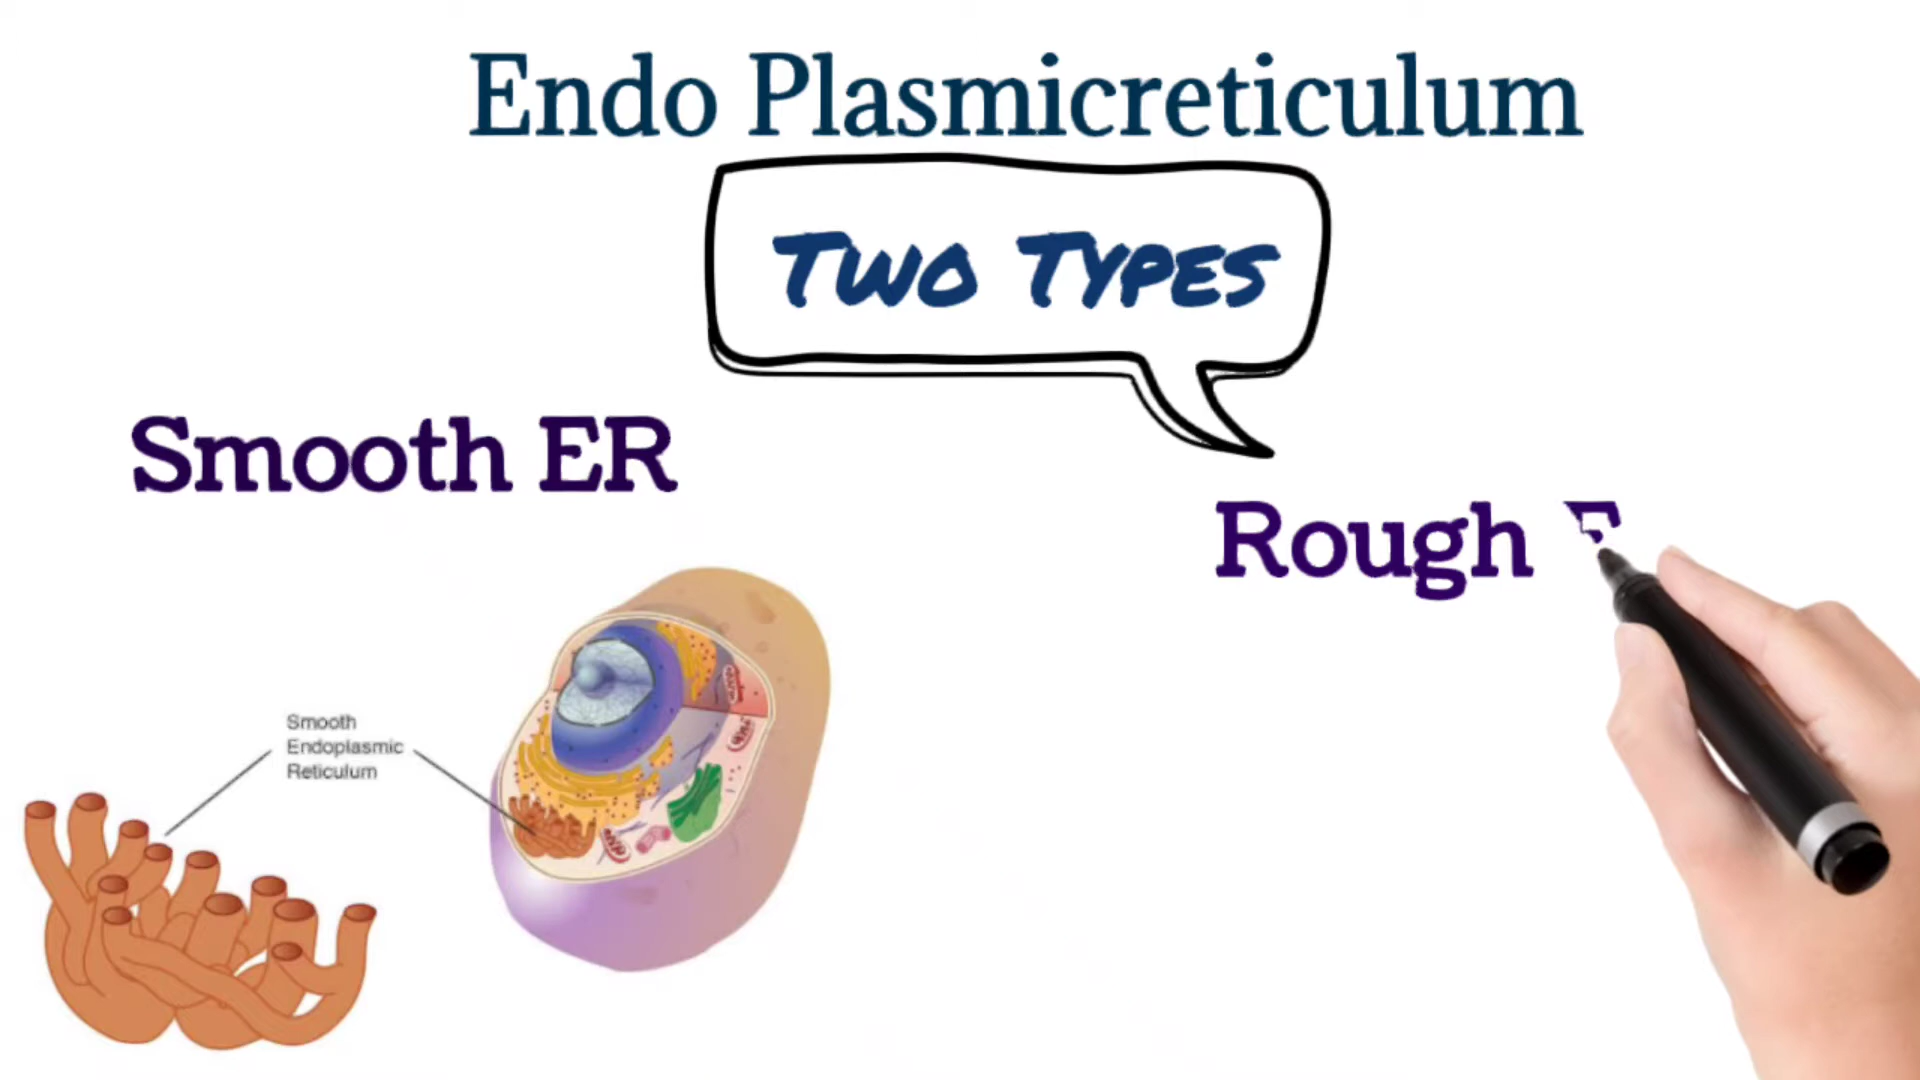 Endo Plasmicreticulum
Two Types
Smooth ER
Rough
Smooth
Endoplasmic
Reticulum